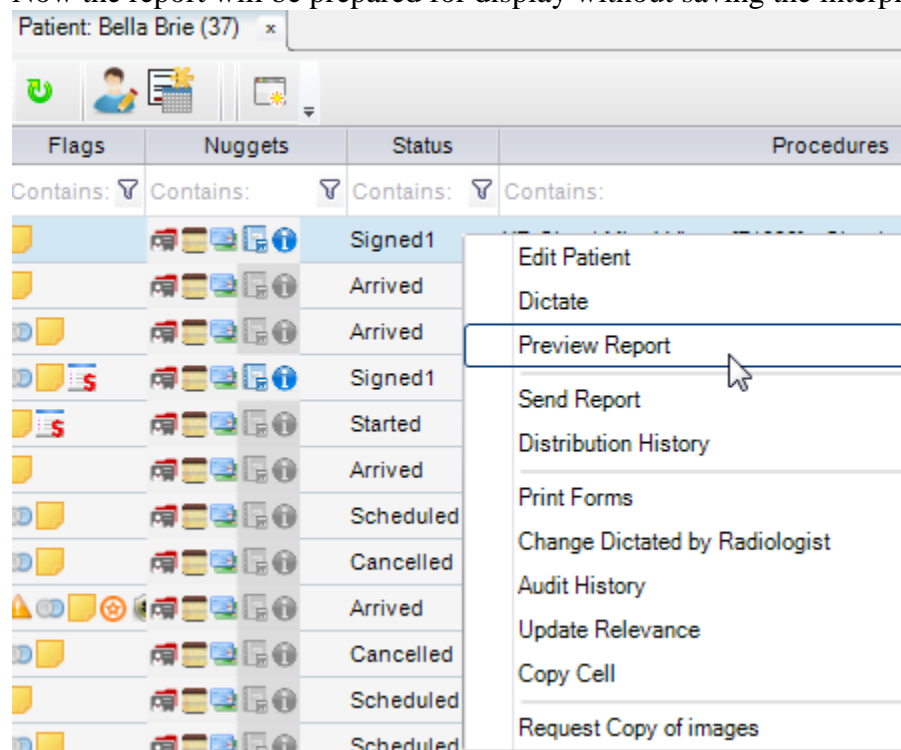 Now the report will be prepared for display without saving the
Patient: Bella Brie (37) x
Flags Nuggets Status Procedures
Contains: Contains: Contains: Contains:
Signed1
Edit Patient
Arrived
Dictate
Arrived
Preview Report
Signed1
Send Report
Started
Distribution History
Arrived
Print Forms
Scheduled
Change Dictated by Radiologist
Cancelled
Audit History
Arrived
Update Relevance
Cancelled
Copy Cell
Scheduled
Request Copy of images
Scheduled